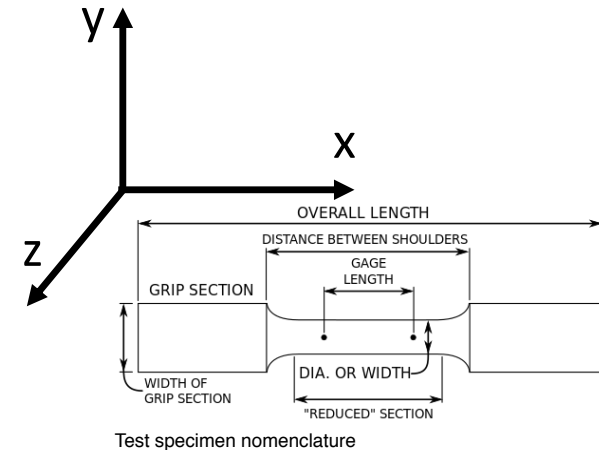 y
x
z
OVERALL LENGTH
DISTANCE BETWEEN SHOULDERS
GAGE
LENGTH
GRIP SECTION
DIA. OR WIDTH
WIDTH OF
GRIP SECTION
"REDUCED" SECTION
Test specimen nomenclature